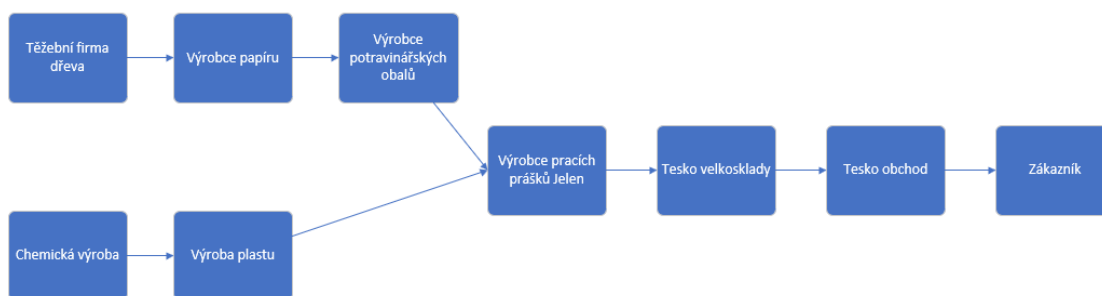 Těžební firma
dřeva
Výrobce papíru
Výrobce
potravinářských
obalů
Výrobce pracích
prášků Jelen
Tesko velkosklady
Tesko obchod
Zákazník
Chemická výroba
Výroba plastu